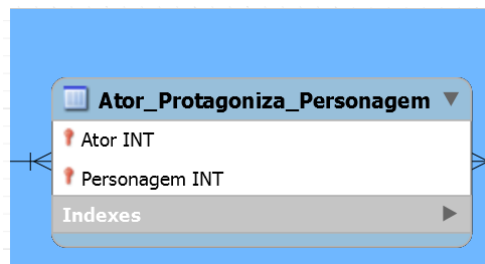 Ator_Protagoniza_Personagem
Ator INT
Personagem INT
Indexes